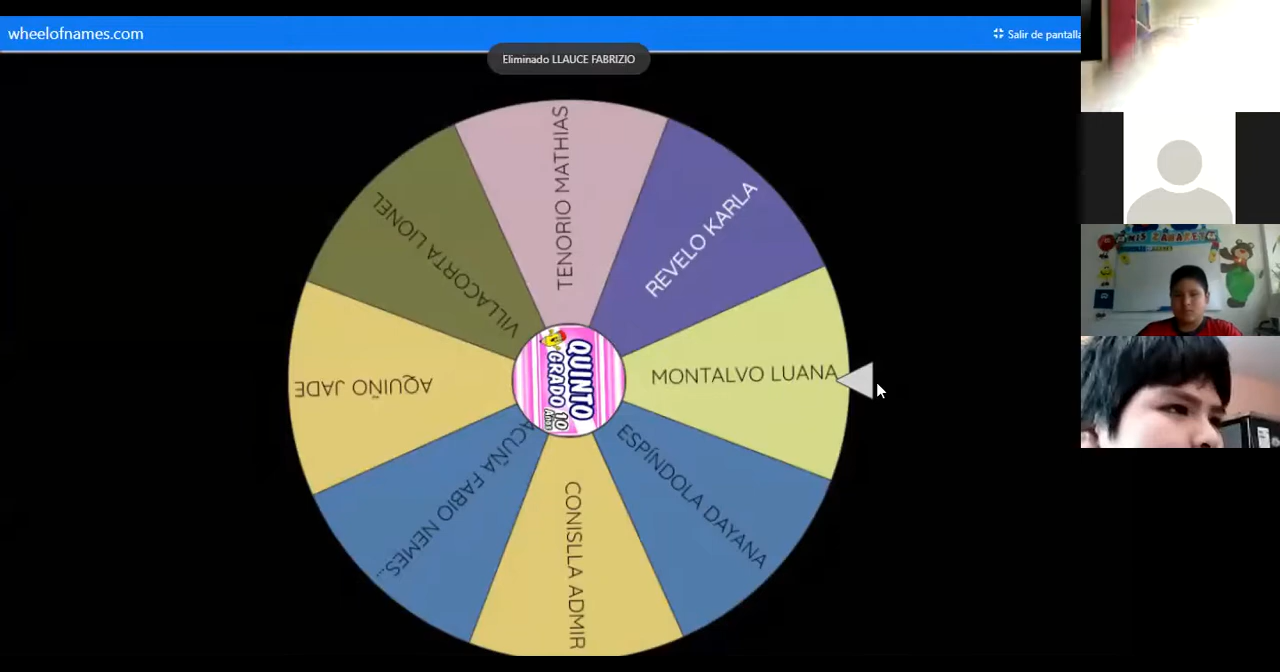 wheelofnames.com
Salir de pantalla
Eliminado LLAUCE FABRIZIO
TENORIO MATHIAS
REVELO KARLA
MONTALVO LUANA
ESPÍNDOLA DAYANA
CONISLLA ADMIR
ACUÑA FABIO NEMES...
AQUIÑO JADE
VILLACORTA LIONEL
QUINTO
GRADO
10